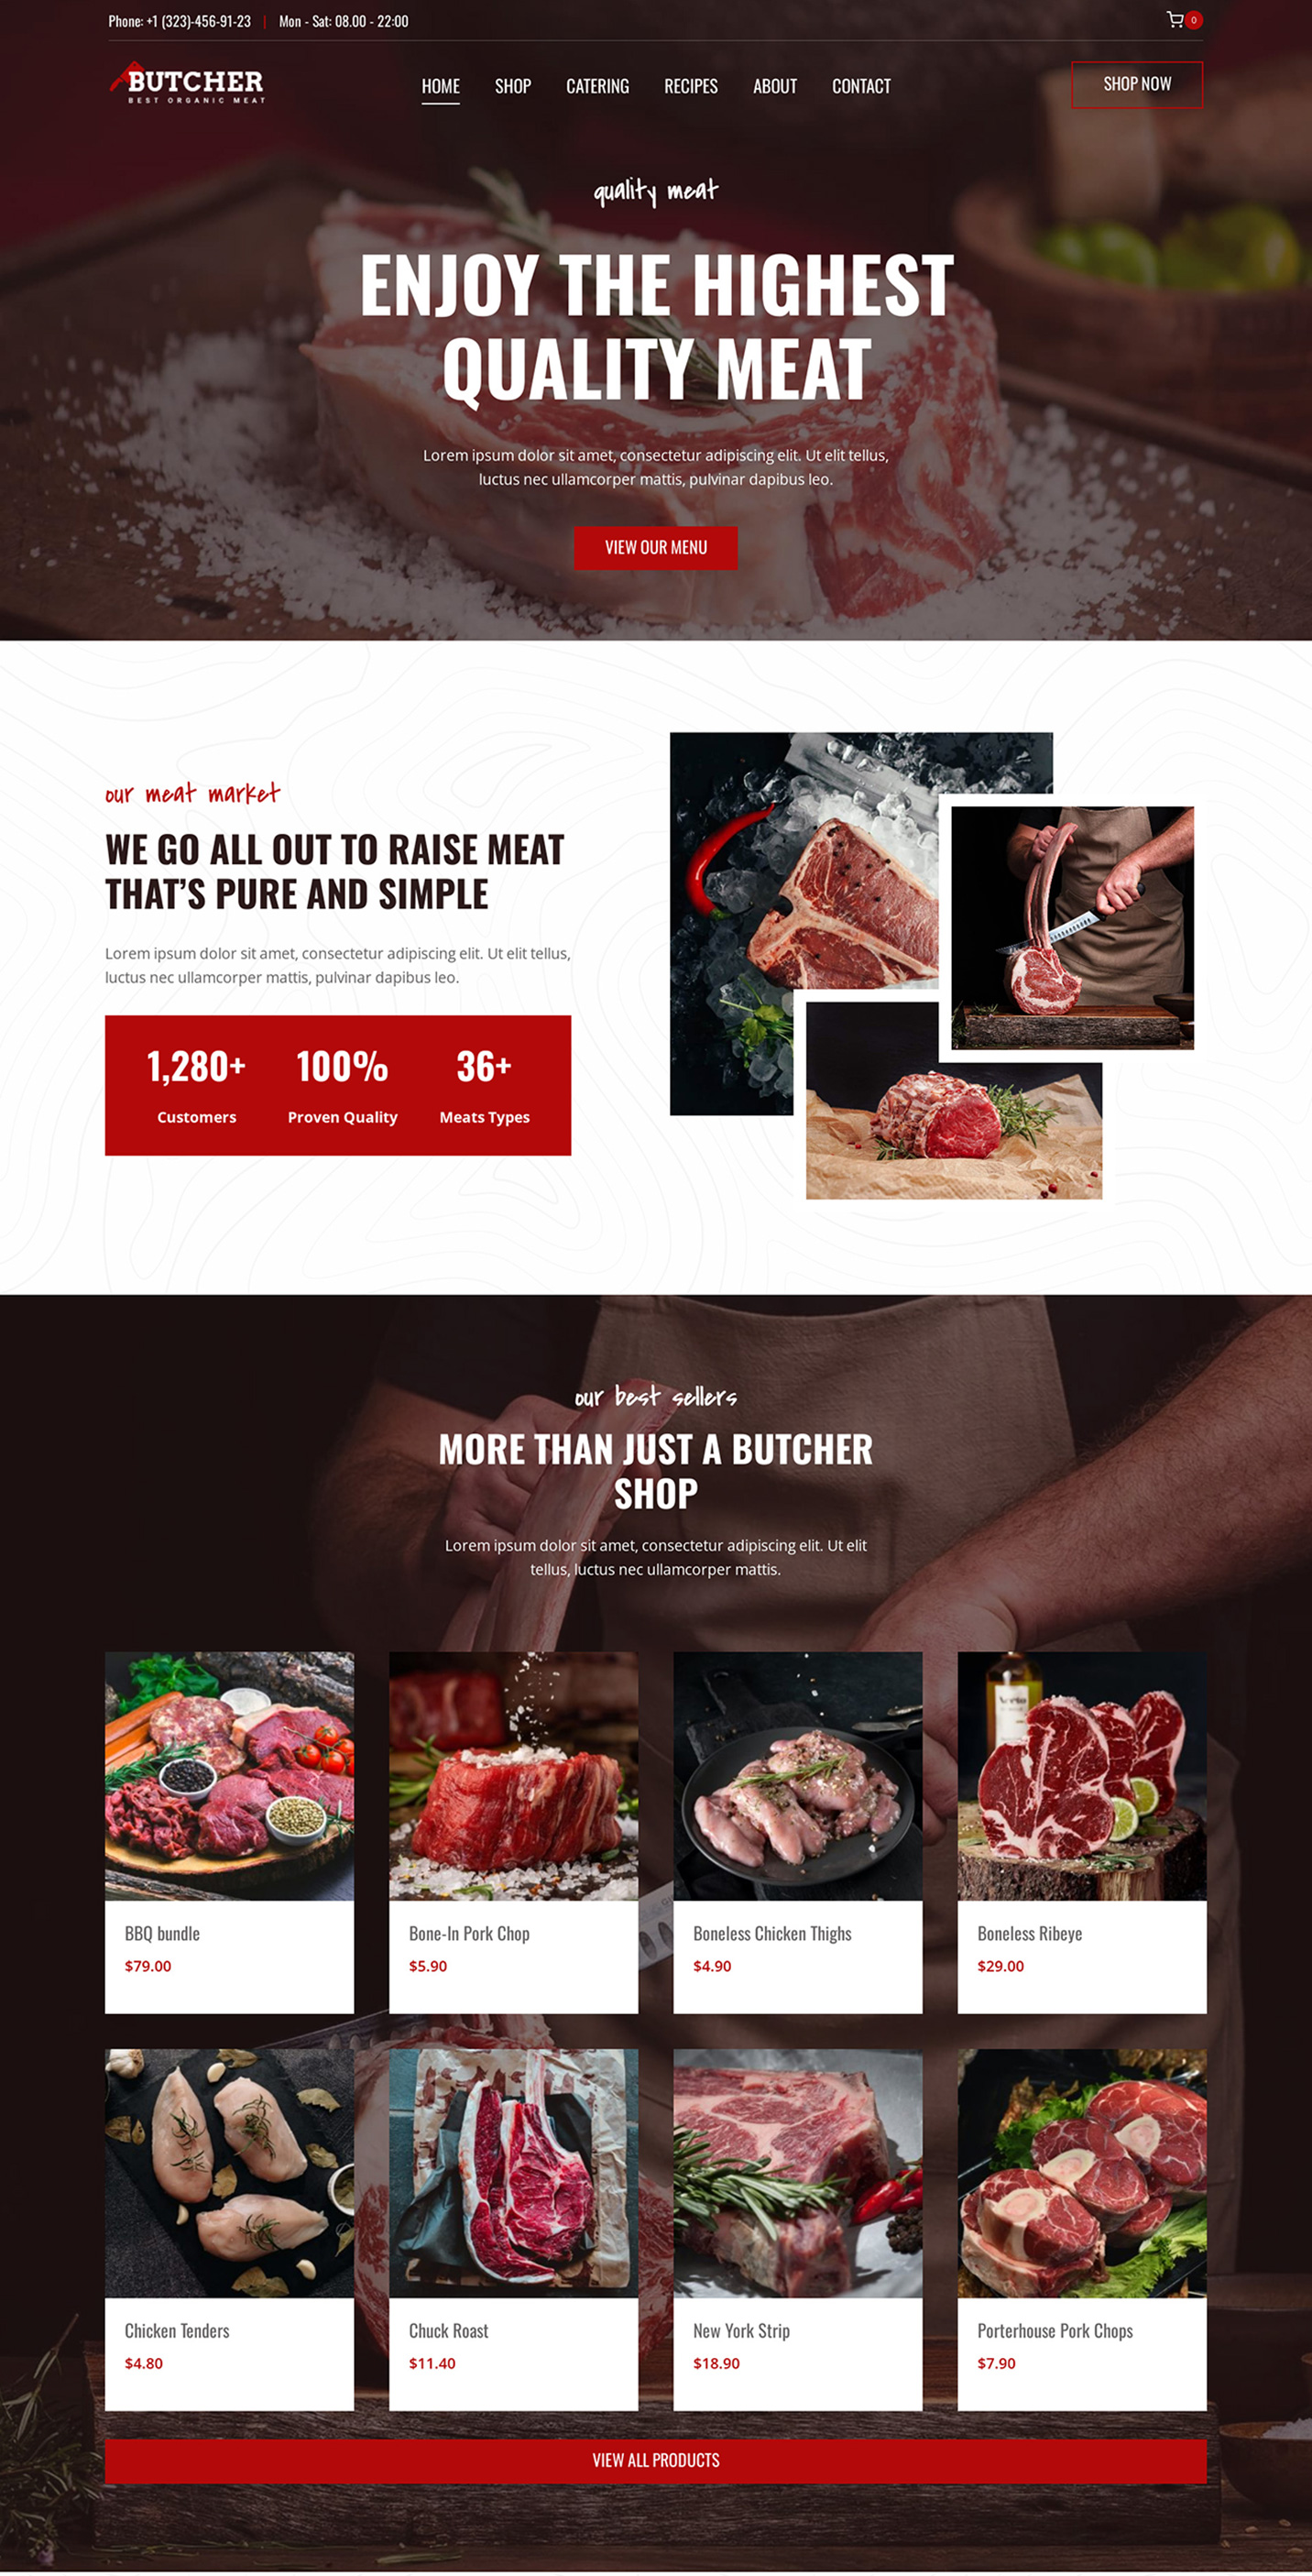 Phone: +1 (323)-456-91-23 | Mon - Sat: 08.00 - 22:00
0
BUTCHER
BEST ORGANIC MEAT
HOME SHOP CATERING RECIPES ABOUT CONTACT
SHOP NOW
quality meat
ENJOY THE HIGHEST
QUALITY MEAT
Lorem ipsum dolor sit amet, consectetur adipiscing elit. Ut elit tellus,
luctus nec ullamcorper mattis, pulvinar dapibus leo.
VIEW OUR MENU
our meat market
WE GO ALL OUT TO RAISE MEAT
THAT'S PURE AND SIMPLE
Lorem ipsum dolor sit amet, consectetur adipiscing elit. Ut elit tellus,
luctus nec ullamcorper mattis, pulvinar dapibus leo.
1,280+ 100% 36+
Customers Proven Quality Meats Types
our best sellers
MORE THAN JUST A BUTCHER
SHOP
Lorem ipsum dolor sit amet, consectetur adipiscing elit. Ut elit
tellus, luctus nec ullamcorper mattis.
BBQ bundle
$79.00
Bone-In Pork Chop
$5.90
Boneless Chicken Thighs
$4.90
Boneless Ribeye
$29.00
Chicken Tenders
$4.80
Chuck Roast
$11.40
New York Strip
$18.90
Porterhouse Pork Chops
$7.90
VIEW ALL PRODUCTS